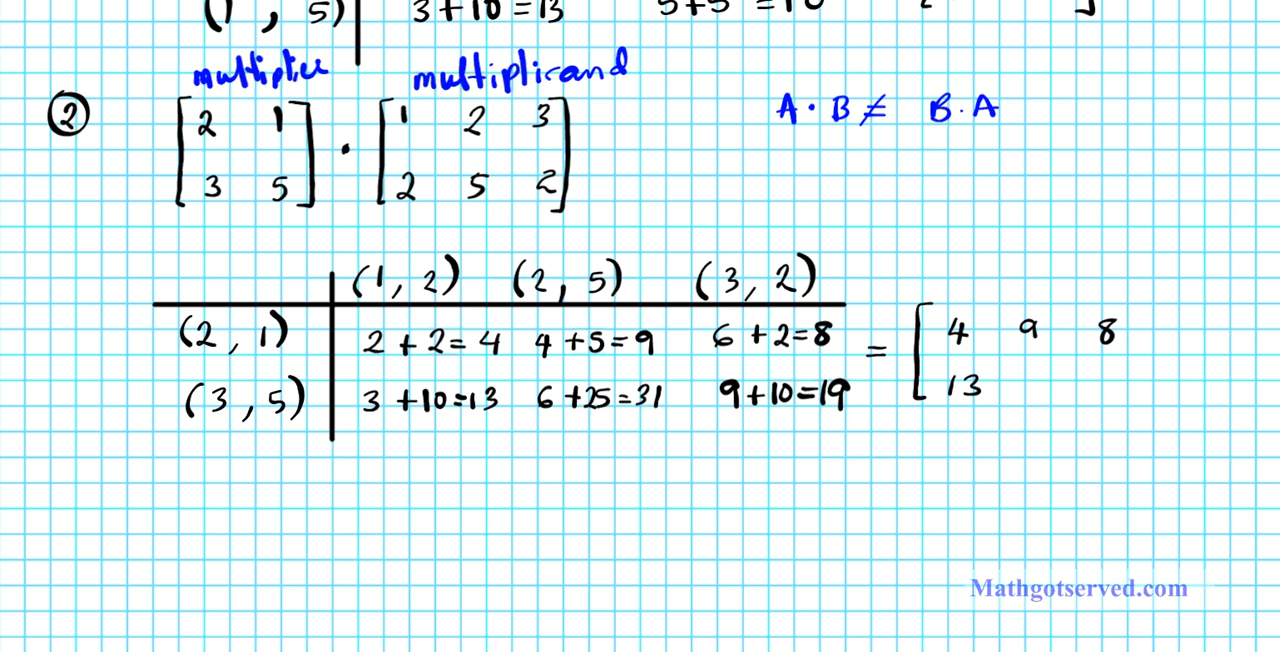 (1 , 5) 3 + 10 = 13 5 + 5 = 10
multiplicand
② [2 1 · [1 2 3 A · B ≠ B · A
3 5] 2 5 2]
(1, 2) (2, 5) (3, 2)
(2, 1) 2 + 2 = 4 4 + 5 = 9 6 + 2 = 8 = [4 9 8
(3, 5) 3 + 10 = 13 6 + 25 = 31 9 + 10 = 19 13
Mathgotserved.com